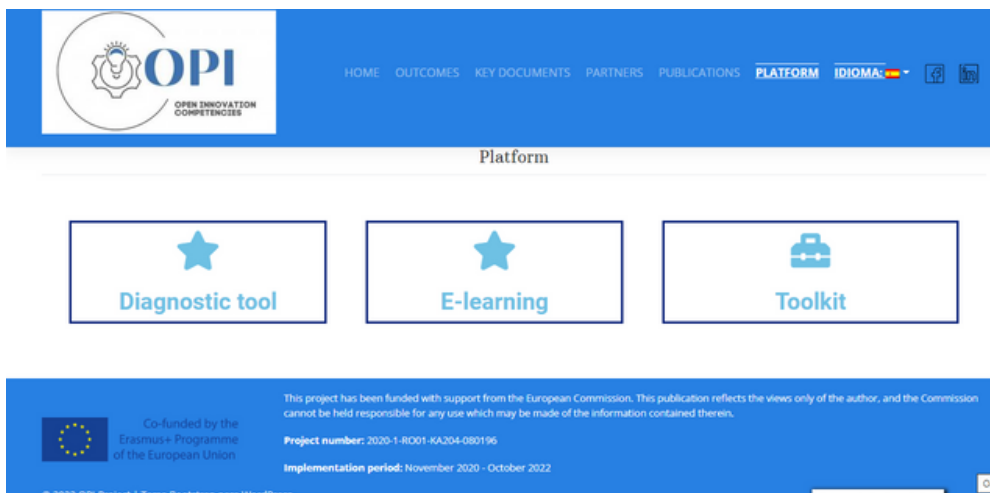 OPI
OPEN INNOVATION
COMPETENCIES
HOME OUTCOMES KEY DOCUMENTS PARTNERS PUBLICATIONS PLATFORM IDIOMA:
Platform
Diagnostic tool
E-learning
Toolkit
Co-funded by the
Erasmus+ Programme
of the European Union
This project has been funded with support from the European Commission. This publication reflects the views only of the author, and the Commission
cannot be held responsible for any use which may be made of the information contained therein.
Project number: 2020-1-RO01-KA204-080196
Implementation period: November 2020 - October 2022